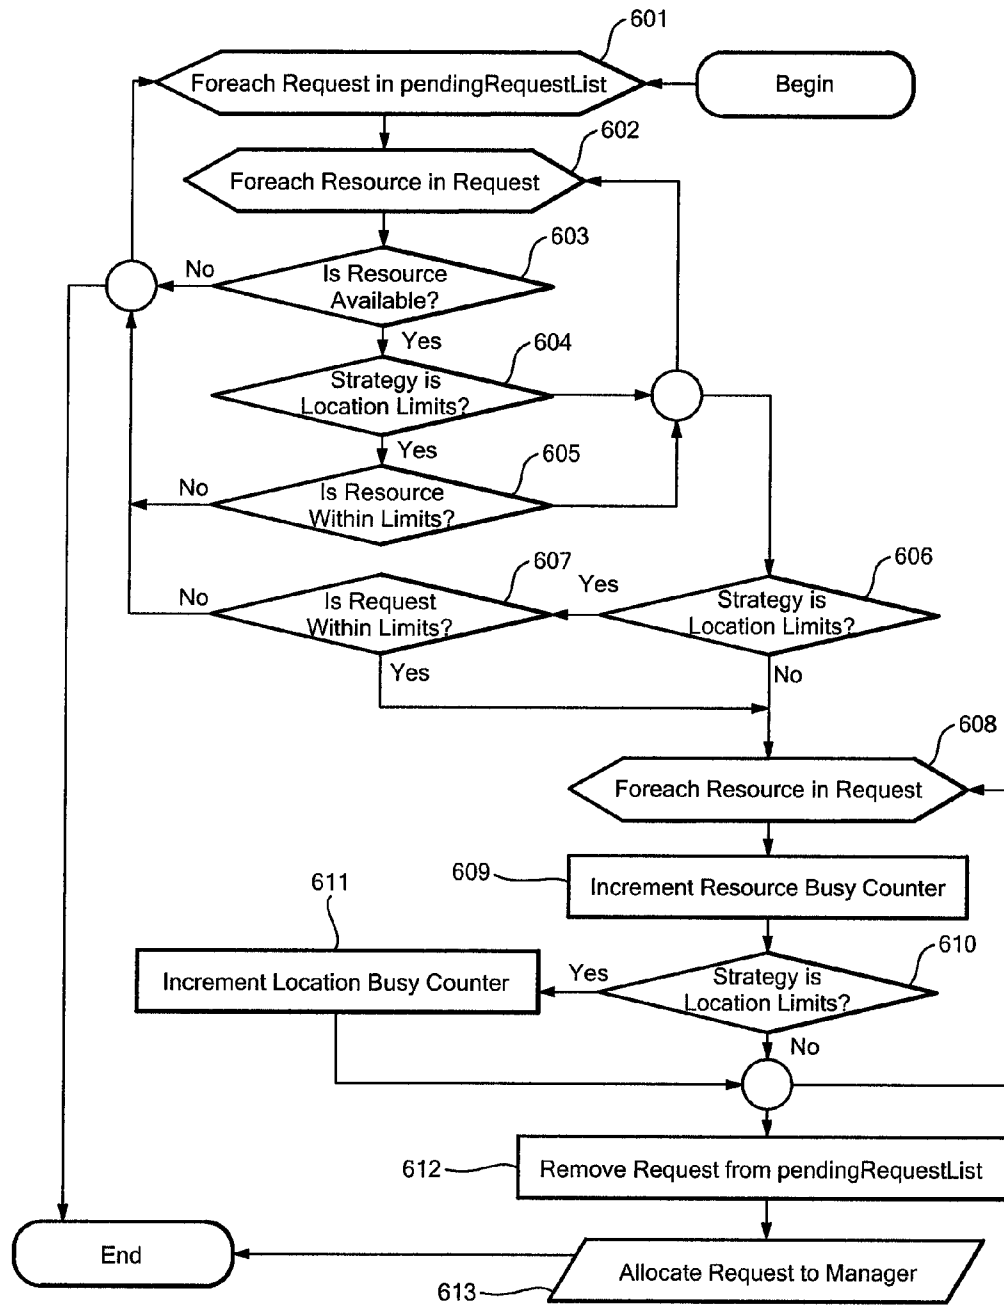 601
Foreach Request in pendingRequestList
Begin
602
Foreach Resource in Request
603
No
Is Resource
Available?
Yes
604
Strategy is
Location Limits?
Yes
605
No
Is Resource
Within Limits?
607
606
No
Is Request
Within Limits?
Yes
Strategy is
Location Limits?
Yes
No
608
Foreach Resource in Request
609
Increment Resource Busy Counter
611
610
Increment Location Busy Counter
Yes
Strategy is
Location Limits?
No
612
Remove Request from pendingRequestList
End
Allocate Request to Manager
613